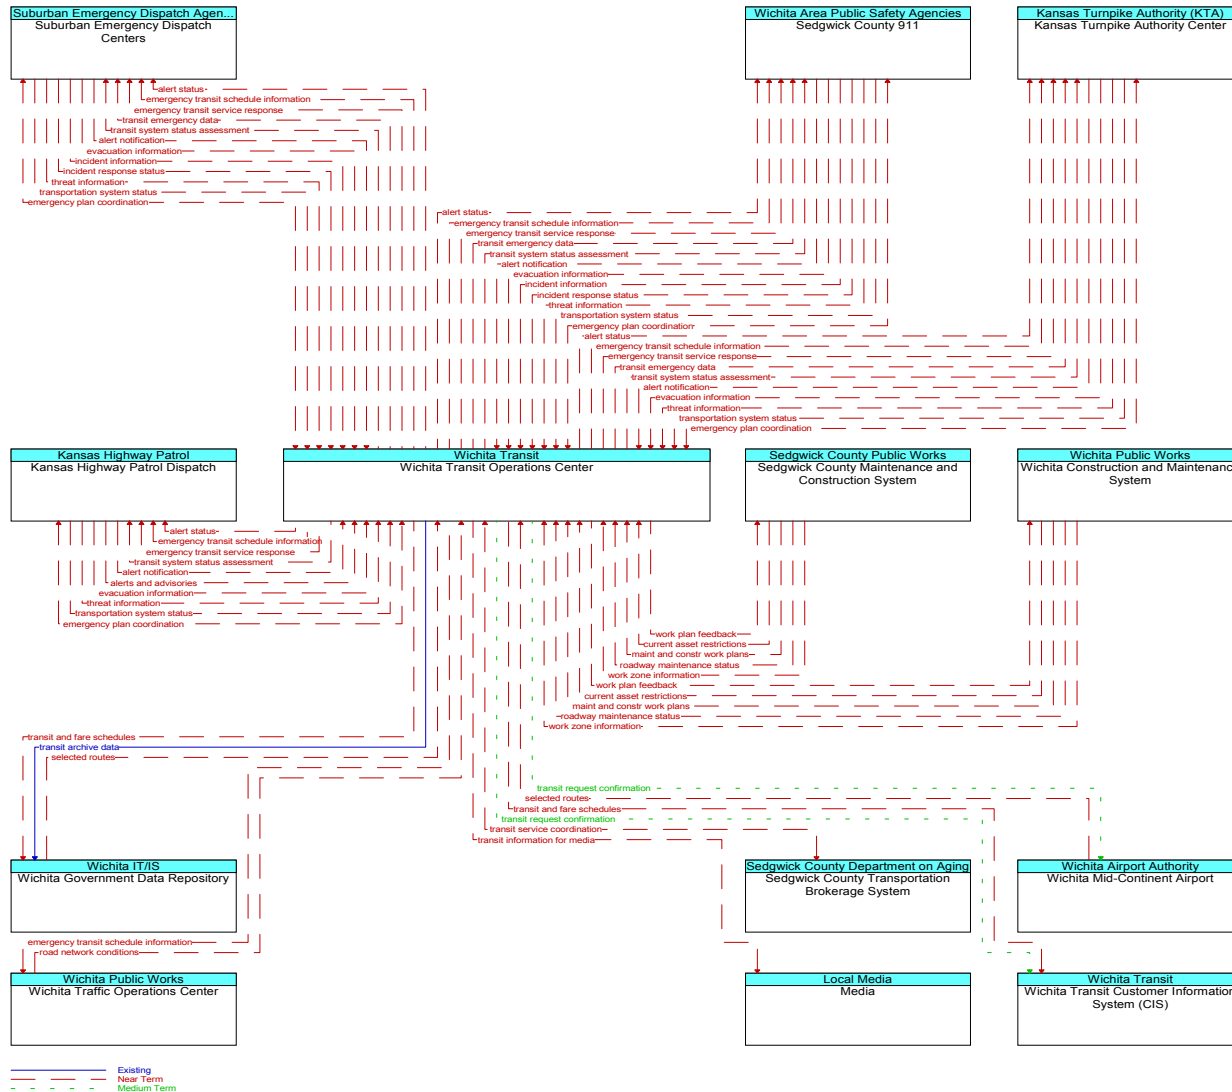 Suburban Emergency Dispatch Agen...
Suburban Emergency Dispatch
Centers
Wichita Area Public Safety Agencies
Sedgwick County 911
Kansas Turnpike Authority (KTA)
Kansas Turnpike Authority Center
alert status
emergency transit schedule information
emergency transit service response
transit emergency data
transit system status assessment
alert notification
evacuation information
incident information
incident response status
threat information
transportation system status
emergency plan coordination
alert status
emergency transit schedule information
emergency transit service response
transit emergency data
transit system status assessment
alert notification
evacuation information
incident information
incident response status
threat information
transportation system status
emergency plan coordination
alert status
emergency transit schedule information
emergency transit service response
transit emergency data
transit system status assessment
alert notification
evacuation information
threat information
transportation system status
emergency plan coordination
Kansas Highway Patrol
Kansas Highway Patrol Dispatch
Wichita Transit
Wichita Transit Operations Center
Sedgwick County Public Works
Sedgwick County Maintenance and
Construction System
Wichita Public Works
Wichita Construction and Maintenance
System
alert status
emergency transit schedule information
emergency transit service response
transit system status assessment
alert notification
alerts and advisories
evacuation information
threat information
transportation system status
emergency plan coordination
work plan feedback
current asset restrictions
maint and constr work plans
roadway maintenance status
work zone information
work plan feedback
current asset restrictions
maint and constr work plans
roadway maintenance status
work zone information
transit and fare schedules
transit archive data
selected routes
transit request confirmation
selected routes
transit and fare schedules
transit request confirmation
transit service coordination
transit information for media
Wichita IT/IS
Wichita Government Data Repository
Sedgwick County Department on Aging
Sedgwick County Transportation
Brokerage System
Wichita Airport Authority
Wichita Mid-Continent Airport
emergency transit schedule information
road network conditions
Wichita Public Works
Wichita Traffic Operations Center
Local Media
Media
Wichita Transit
Wichita Transit Customer Information
System (CIS)
Existing
Near Term
Medium Term